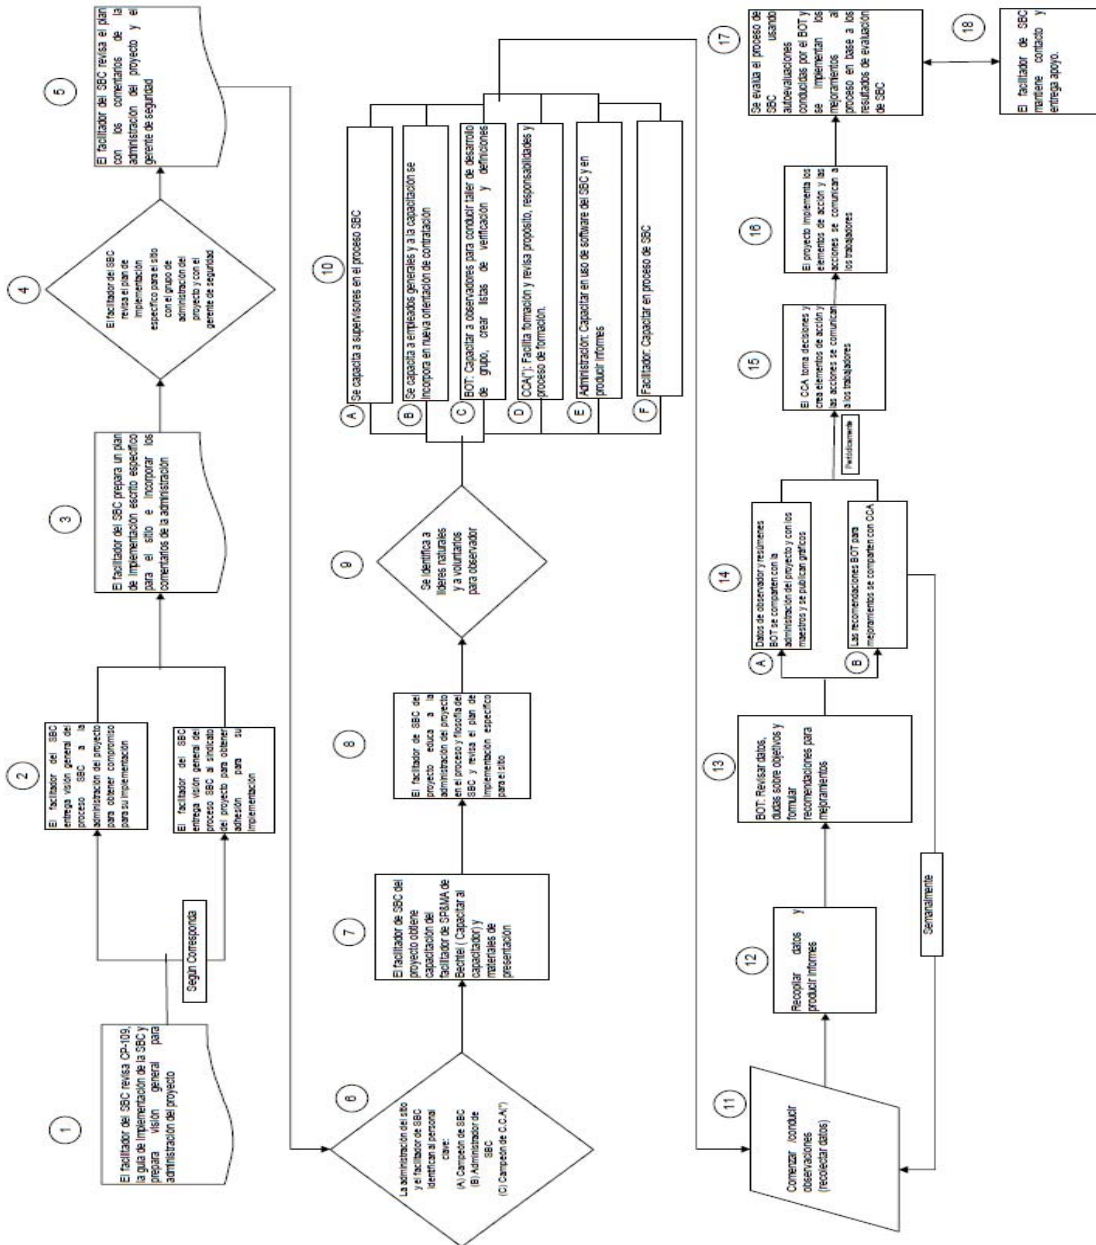 1
El facilitador del SBC revisa CP-109,
la guía de implementación de la SBC y
prepara visión general para
administración del proyecto
Según Corresponda
2
El facilitador del SBC
entrega visión general del
proceso SBC a la
administración del proyecto
para obtener compromiso
para su implementación
El facilitador del SBC
entrega visión general del
proceso SBC al sindicato
del proyecto para obtener
adhesión para su
implementación
3
El facilitador del SBC prepara un plan
de implementación escrito específico
para el sitio e incorporar los
comentarios de la administración
4
El facilitador del SBC
revisa el plan de
implementación
específico para el sitio
con el grupo de
administración del
proyecto y con el
gerente de seguridad
5
El facilitador del SBC revisa el plan
con los comentarios de la
administración del proyecto y el
gerente de seguridad
6
La administración del sitio
y el facilitador de SBC
identifican al personal
clave:
(A) Campeón de SBC
(B) Administrador de
SBC
(C) Campeón de C.C.A(*)
7
El facilitador de SBC del
proyecto obtiene
capacitación del
facilitador de SP&MA de
Bechtel ( Capacitar al
capacitador) y
materiales de
presentación
8
El facilitador de SBC del
proyecto educa a la
administración del proyecto
en el proceso y filosofía del
SBC y revisa el plan de
implementación específico
para el sitio
9
Se identifica a
líderes naturales
y a voluntarios
para observador
10
A
Se capacita a supervisores en el proceso SBC
B
Se capacita a empleados generales y a la capacitación se
incorpora en nueva orientación de contratación
C
BOT: Capacitar a observadores para conducir taller de desarrollo
de grupo, crear listas de verificación y definiciones
D
CCA(*): Facilita formación y revisa propósito, responsabilidades y
proceso de formación.
E
Administración: Capacitar en uso de software del SBC y en
producir informes
F
Facilitador: Capacitar en proceso de SBC
11
Comenzar /conducir
observaciones
(recolectar datos)
12
Recopilar datos y
producir informes
13
BOT: Revisar datos,
dudas sobre objetivos y
formular
recomendaciones para
mejoramientos
14
A
Datos de observador y resúmenes
BOT se comparten con la
administración del proyecto y con los
maestros y se publican gráficos
B
Las recomendaciones BOT para
mejoramientos se comparten con CCA
Semanalmente
Periódicamente
15
El CCA toma decisiones y
crea elementos de acción y
las acciones se comunican
a los trabajadores
16
El proyecto implementa los
elementos de acción y las
acciones se comunican a
los trabajadores
17
Se evalúa el proceso de
SBC usando
autoevaluaciones
conducidas por el BOT y
se implementan los
mejoramientos al
proceso en base a los
resultados de evaluación
de SBC
18
El facilitador de SBC
mantiene contacto y
entrega apoyo.